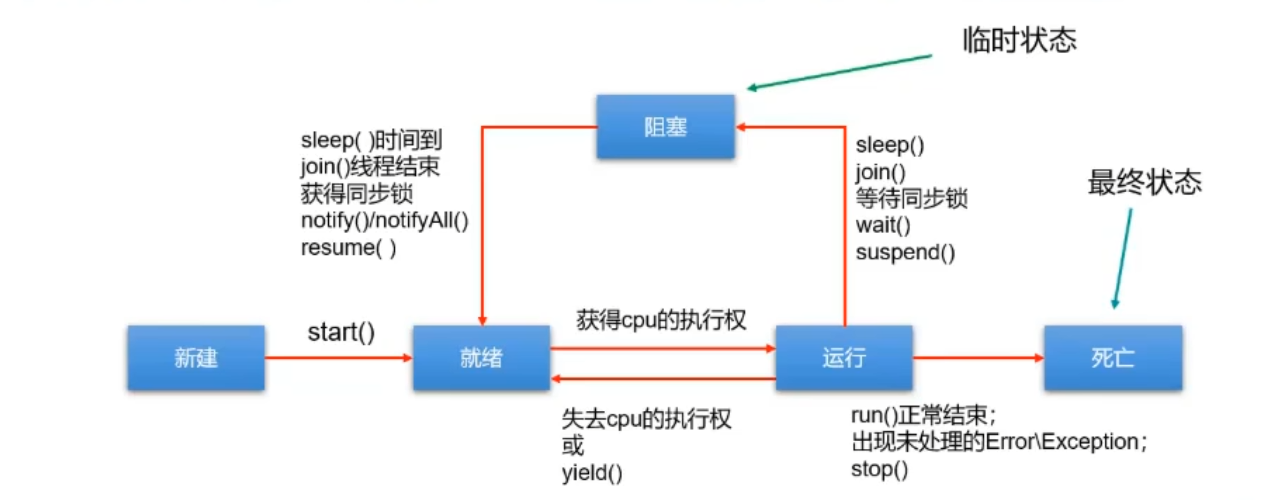 临时状态
阻塞
sleep( )时间到
join()线程结束
获得同步锁
notify()/notifyAll()
resume( )
sleep()
join()
等待同步锁
wait()
suspend()
最终状态
新建
start()
就绪
获得cpu的执行权
运行
死亡
失去cpu的执行权
或
yield()
run()正常结束；
出现未处理的Error\Exception；
stop()